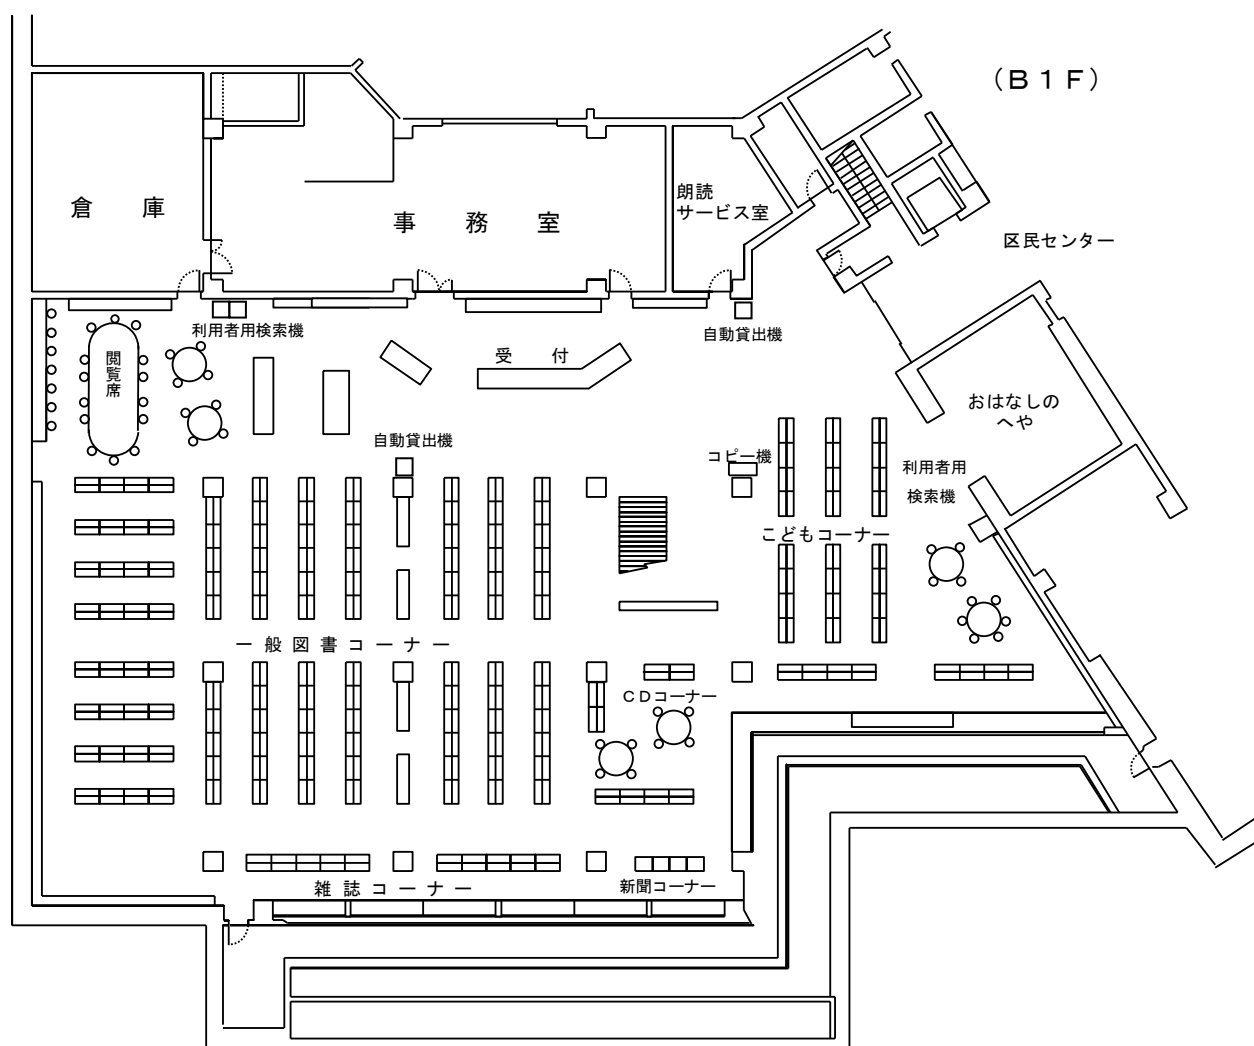 （Ｂ１Ｆ）
倉庫
事務室
朗読
サービス室
区民センター
利用者用検索機
自動貸出機
閲覧席
受付
おはなしの
へや
自動貸出機
コピー機
利用者用
検索機
こどもコーナー
一般図書コーナー
ＣＤコーナー
雑誌コーナー
新聞コーナー